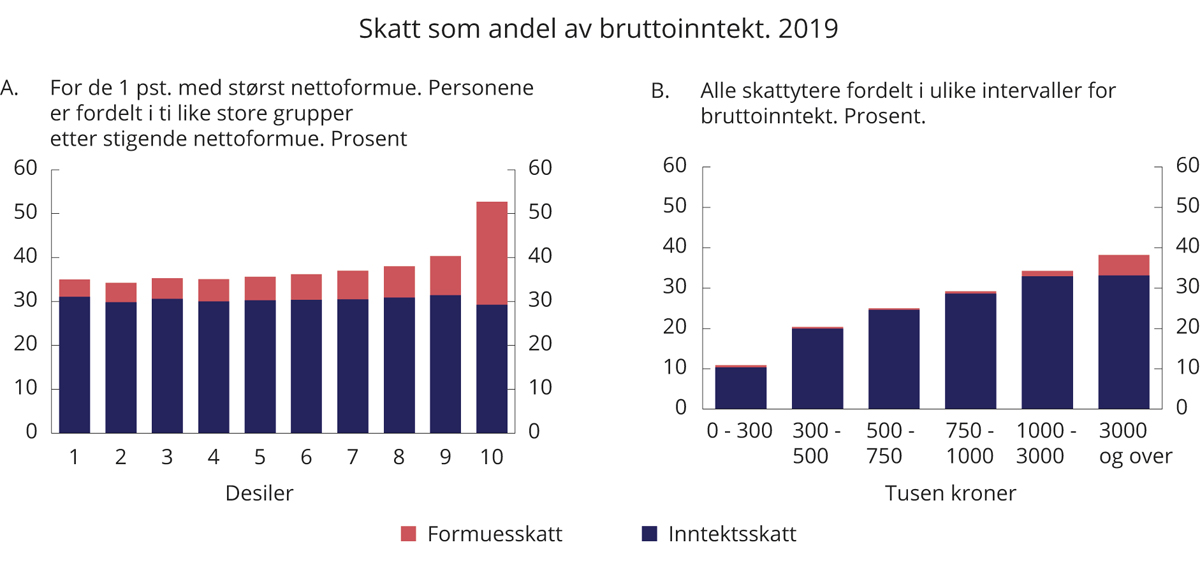 Skatt som andel av bruttoinntekt. 2019
A. For de 1 pst. med størst nettoformue. Personene
er fordelt i ti like store grupper
etter stigende nettoformue. Prosent
60 60
50 50
40 40
30 30
20 20
10 10
0 0
1 2 3 4 5 6 7 8 9 10
Desiler
B. Alle skattytere fordelt i ulike intervaller for
bruttoinntekt. Prosent.
60 60
50 50
40 40
30 30
20 20
10 10
0 0
0 - 300 300 - 500 - 750 - 1000 - 3000
500 750 1000 3000 og over
Tusen kroner
Formuesskatt Inntektsskatt